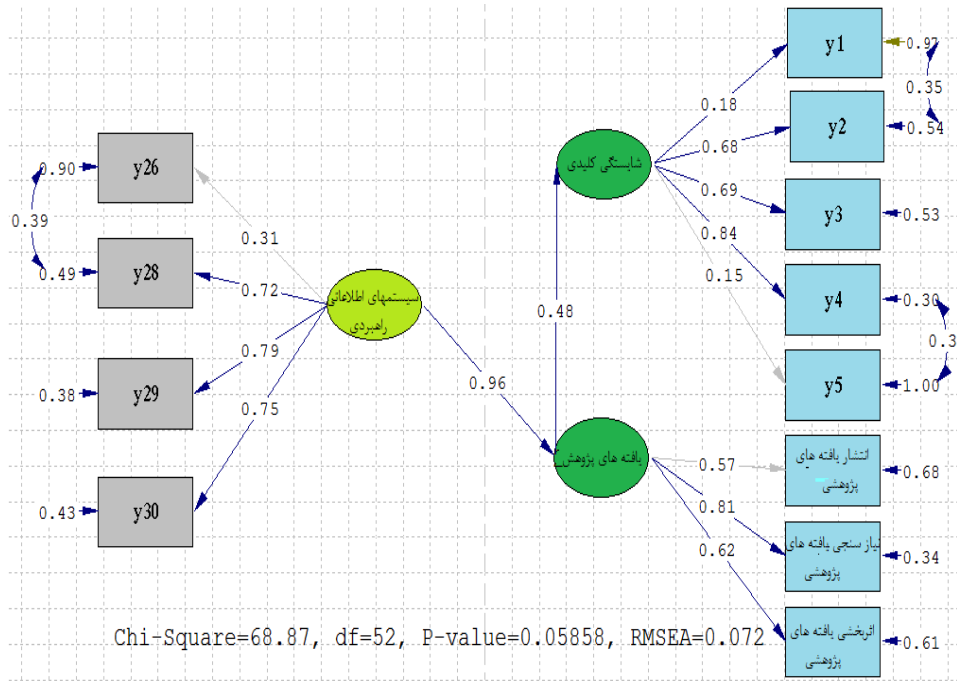 y1
0.97
0.35
0.18
y2
0.54
0.68
شایستگی کلیدی
y26
0.90
y3
0.53
0.69
0.39
0.31
0.84
y28
0.49
0.72
y4
0.30
0.15
سیستمهای اطلاعاتی
راهبردی
0.48
0.3
0.79
y29
0.38
0.96
y5
1.00
0.75
انتشار یافته های
پژوهشی
0.68
0.57
یافته های پژوهش
y30
0.43
0.81
نیاز سنجی یافته های
پژوهشی
0.34
0.62
اثربخشی یافته های
پژوهشی
0.61
Chi-Square=68.87, df=52, P-value=0.05858, RMSEA=0.072